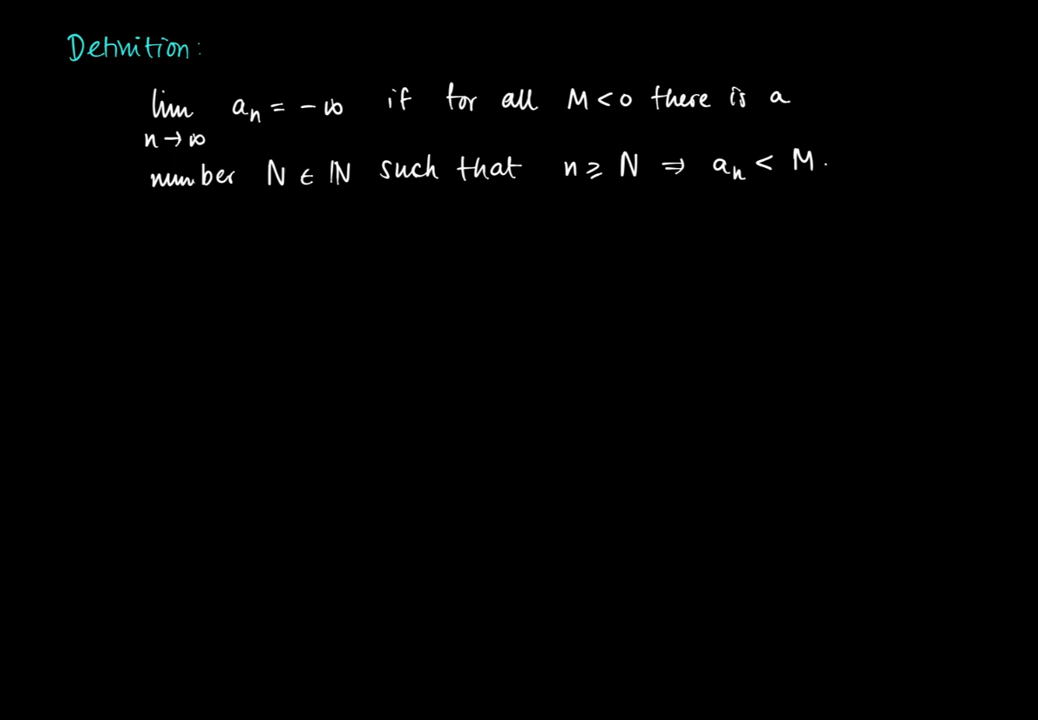 Definition:
lim a_n = -∞ if for all M < 0 there is a
n → ∞
number N ∈ ℕ such that n ≥ N ⇒ a_n < M.